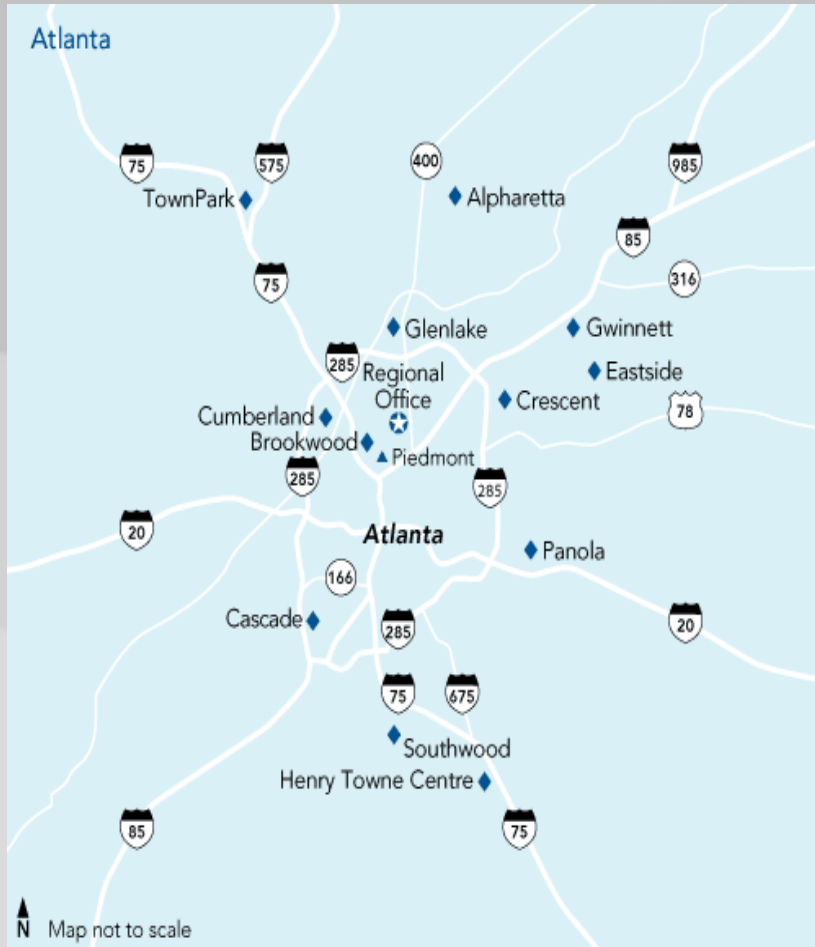 Atlanta
75
575
400
985
TownPark
Alpharetta
85
75
316
Glenlake
Gwinnett
285
Regional
Office
Eastside
Crescent
78
Cumberland
Brookwood
Piedmont
285
285
20
Atlanta
Panola
166
Cascade
285
20
75
675
Southwood
Henry Towne Centre
85
75
N Map not to scale